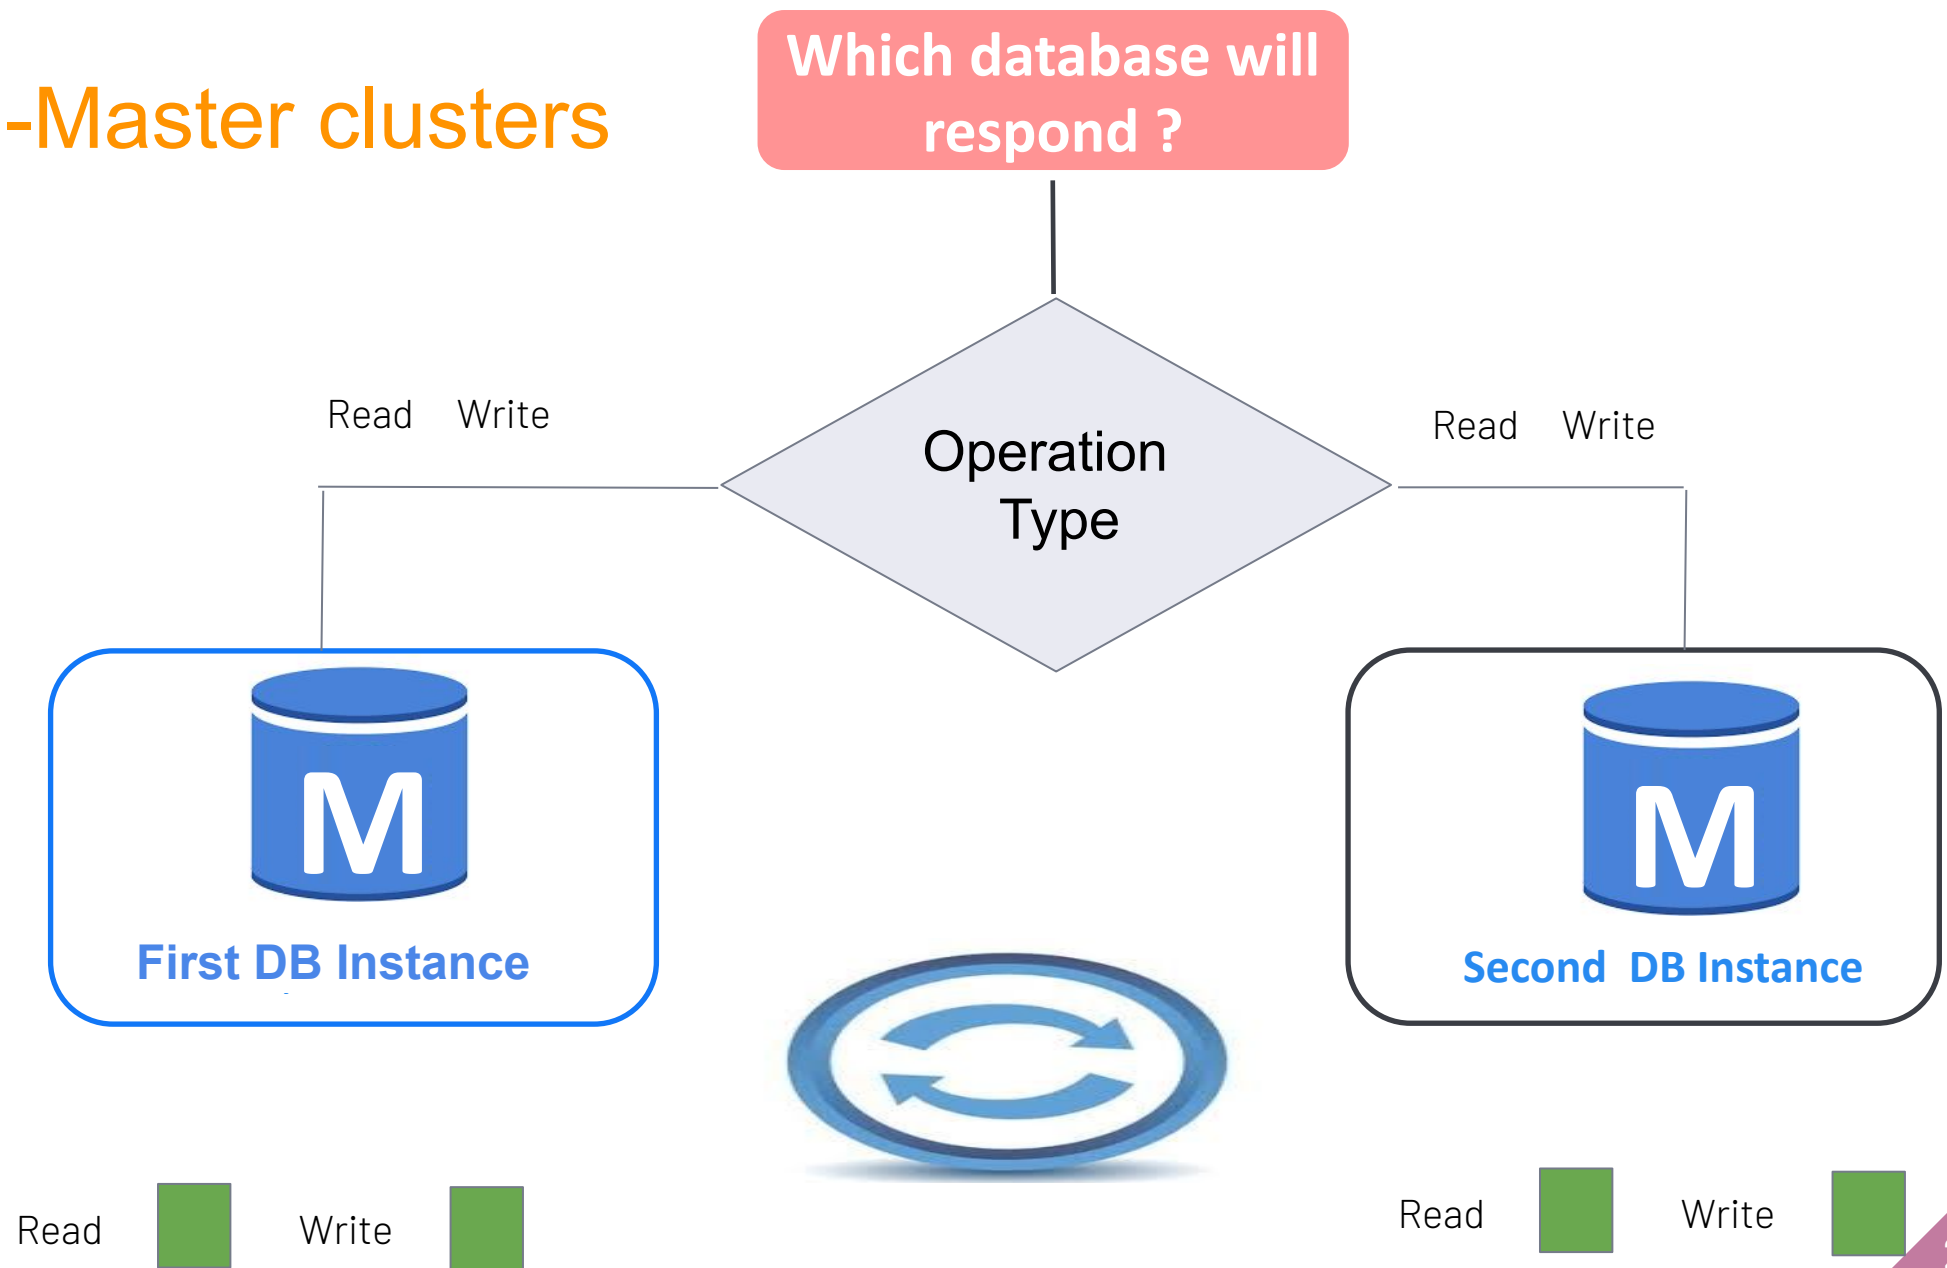 Which database will
respond ?
-Master clusters
Read Write
Read Write
Operation
Type
M
M
First DB Instance
Second DB Instance
Read Write
Read Write